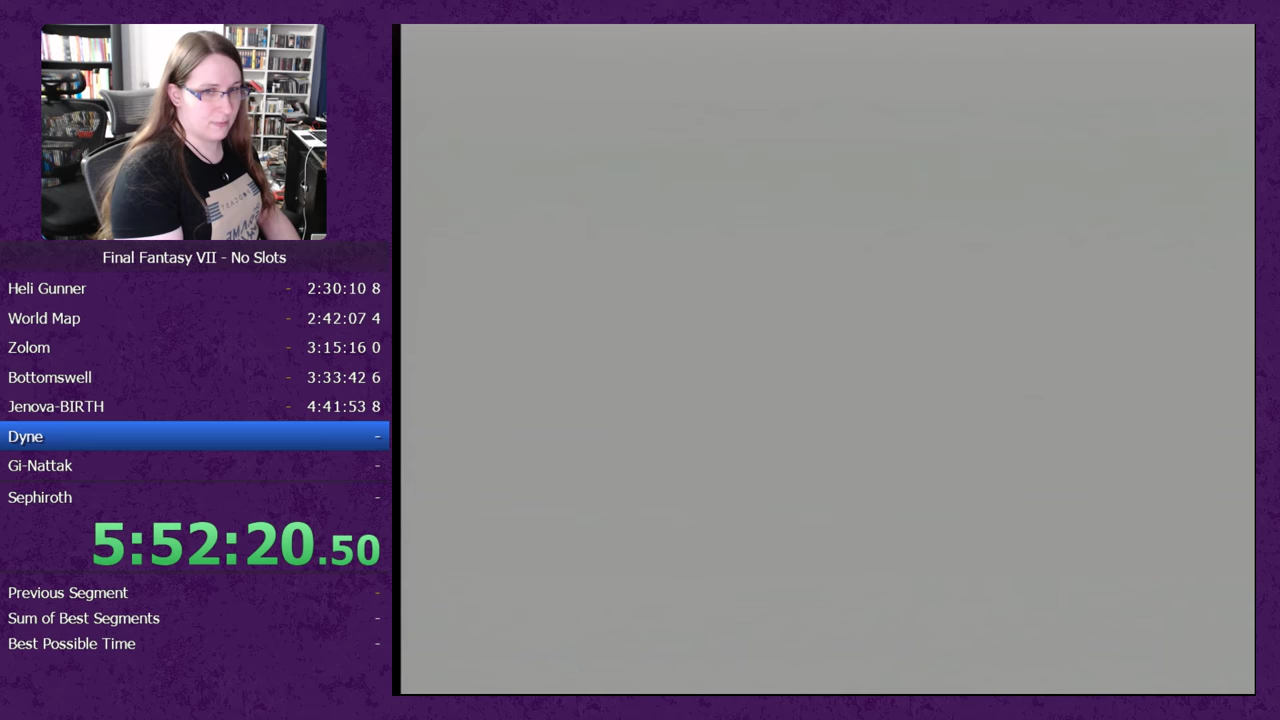 Final Fantasy VII - No Slots
Heli Gunner - 2:30:10 8
World Map - 2:42:07 4
Zolom - 3:15:16 0
Bottomswell - 3:33:42 6
Jenova-BIRTH - 4:41:53 8
Dyne -
Gi-Nattak -
Sephiroth -
5:52:20.50
Previous Segment -
Sum of Best Segments -
Best Possible Time -